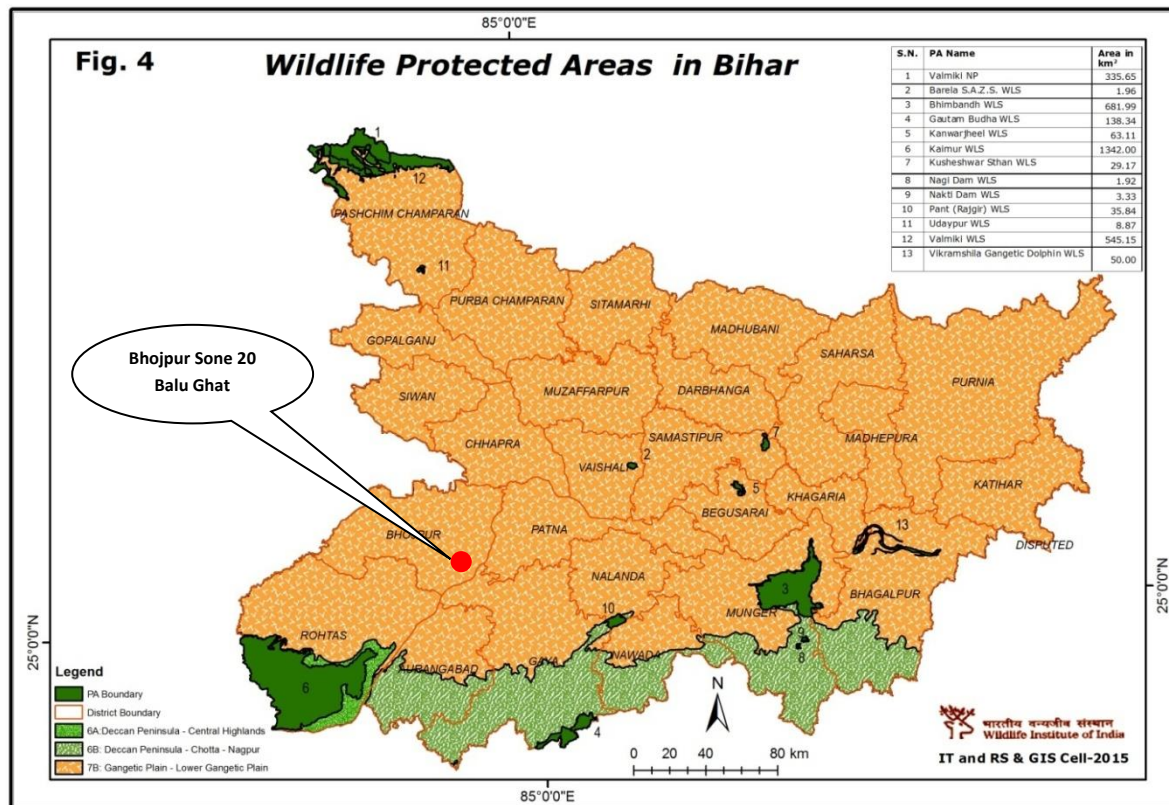 85°0'0"E
Fig. 4
Wildlife Protected Areas in Bihar
S.N. PA Name Area in km²
1 Valmiki NP 335.65
2 Barela S.A.Z.S. WLS 1.96
3 Bhimbandh WLS 681.99
4 Gautam Budha WLS 138.34
5 Kanwarjheel WLS 63.11
6 Kaimur WLS 1342.00
7 Kusheshwar Sthan WLS 29.17
8 Nagi Dam WLS 1.92
9 Nakti Dam WLS 3.33
10 Pant (Rajgir) WLS 35.84
11 Udaypur WLS 8.87
12 Valmiki WLS 545.15
13 Vikramshila Gangetic Dolphin WLS 50.00
1
12
PASHCHIM CHAMPARAN
11
PURBA CHAMPARAN
SITAMARHI
MADHUBANI
GOPALGANJ
SAHARSA
Bhojpur Sone 20
Balu Ghat
PURNIA
SIWAN
MUZAFFARPUR
DARBHANGA
CHHAPRA
SAMASTIPUR
7
MADHEPURA
VAISHALI
2
5
KHAGARIA
KATIHAR
BEGUSARAI
BHOJPUR
PATNA
13
DISPUTED
NALANDA
3
BHAGALPUR
10
MUNGER
25°0'0"N
25°0'0"N
ROHTAS
NAWADA
9
8
GAYA
AURANGABAD
6
4
Legend
PA Boundary
District Boundary
6A:Deccan Peninsula - Central Highlands
6B: Deccan Peninsula - Chotta - Nagpur
7B: Gangetic Plain - Lower Gangetic Plain
N
0 20 40 80 km
भारतीय वन्यजीव संस्थान
Wildlife Institute of India
IT and RS & GIS Cell-2015
85°0'0"E